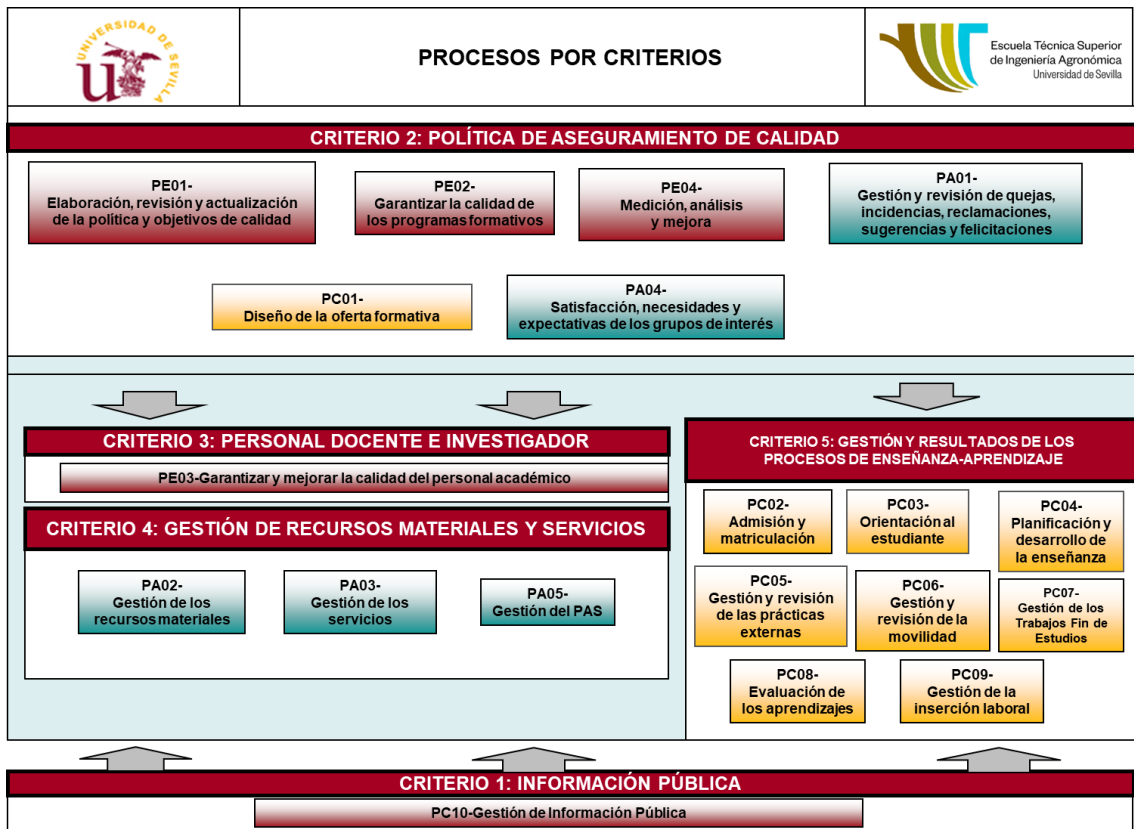 UNIVERSIDAD DE SEVILLA
PROCESOS POR CRITERIOS
Escuela Técnica Superior
de Ingeniería Agronómica
Universidad de Sevilla
CRITERIO 2: POLÍTICA DE ASEGURAMIENTO DE CALIDAD
PE01-
Elaboración, revisión y actualización
de la política y objetivos de calidad
PE02-
Garantizar la calidad de
los programas formativos
PE04-
Medición, análisis
y mejora
PA01-
Gestión y revisión de quejas,
incidencias, reclamaciones,
sugerencias y felicitaciones
PC01-
Diseño de la oferta formativa
PA04-
Satisfacción, necesidades y
expectativas de los grupos de interés
CRITERIO 3: PERSONAL DOCENTE E INVESTIGADOR
PE03-Garantizar y mejorar la calidad del personal académico
CRITERIO 4: GESTIÓN DE RECURSOS MATERIALES Y SERVICIOS
PA02-
Gestión de los
recursos materiales
PA03-
Gestión de los
servicios
PA05-
Gestión del PAS
CRITERIO 5: GESTIÓN Y RESULTADOS DE LOS
PROCESOS DE ENSEÑANZA-APRENDIZAJE
PC02-
Admisión y
matriculación
PC03-
Orientación al
estudiante
PC04-
Planificación y
desarrollo de
la enseñanza
PC05-
Gestión y revisión
de las prácticas
externas
PC06-
Gestión y
revisión de la
movilidad
PC07-
Gestión de los
Trabajos Fin de
Estudios
PC08-
Evaluación de
los aprendizajes
PC09-
Gestión de la
inserción laboral
CRITERIO 1: INFORMACIÓN PÚBLICA
PC10-Gestión de Información Pública